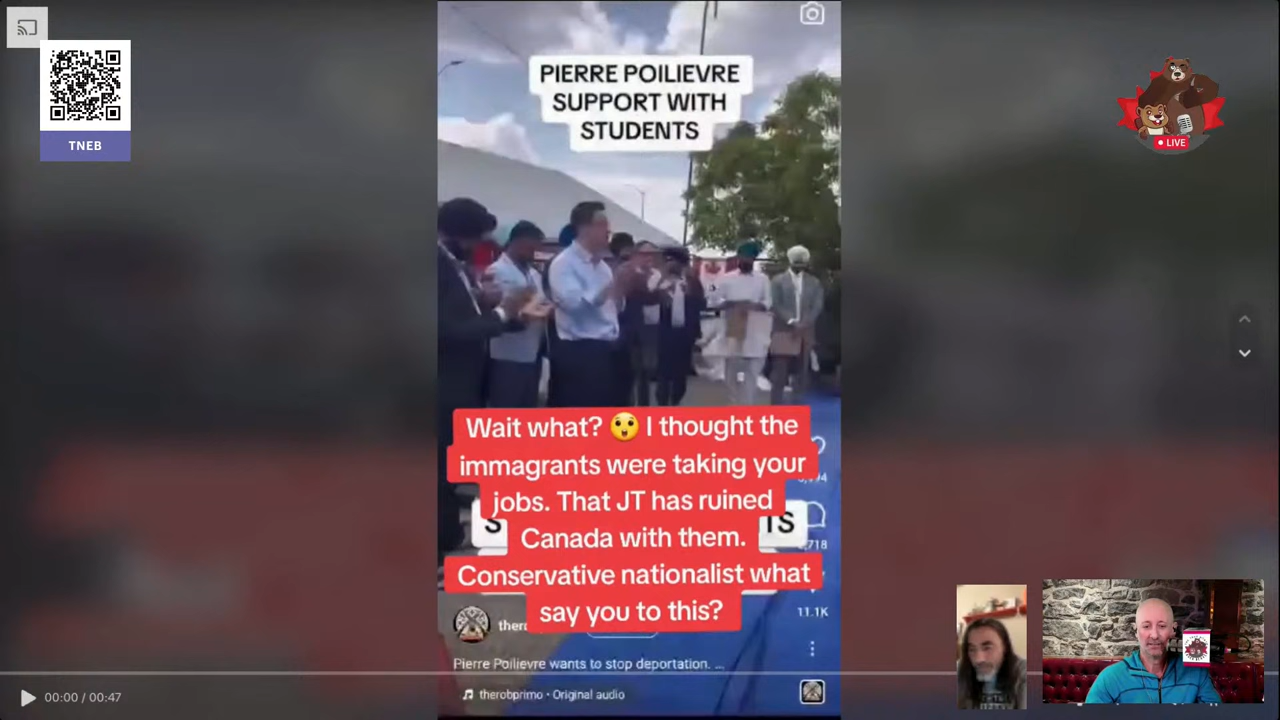 TNEB
LIVE
PIERRE POILIEVRE
SUPPORT WITH
STUDENTS
Wait what? 😲 I thought the
immagrants were taking your
jobs. That JT has ruined
Canada with them.
Conservative nationalist what
say you to this?
11.1K
Pierre Poilievre wants to stop deportation. ...
therobprimo • Original audio
00:00 / 00:47